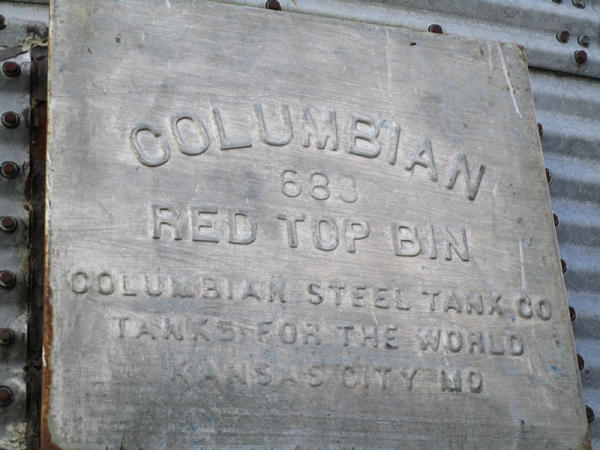 COLUMBIAN
683
RED TOP BIN
COLUMBIAN STEEL TANK CO
TANKS FOR THE WORLD
KANSAS CITY MO